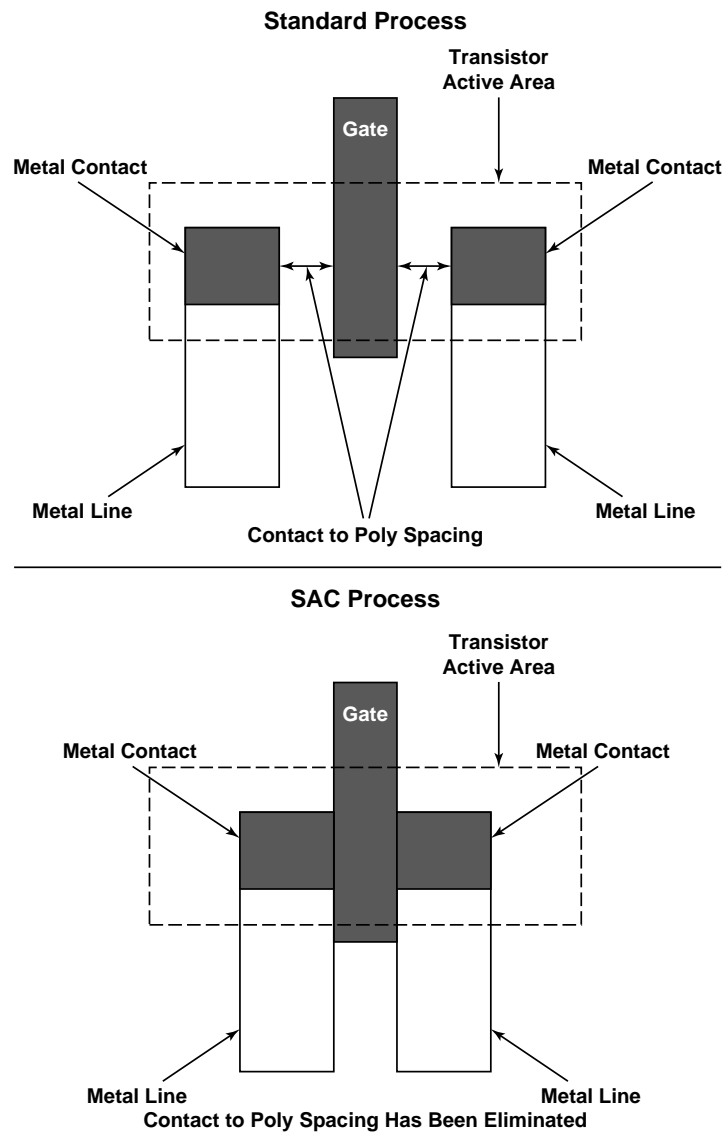 Standard Process
Transistor
Active Area
Gate
Metal Contact
Metal Contact
Metal Line
Metal Line
Contact to Poly Spacing
SAC Process
Transistor
Active Area
Gate
Metal Contact
Metal Contact
Metal Line
Metal Line
Contact to Poly Spacing Has Been Eliminated